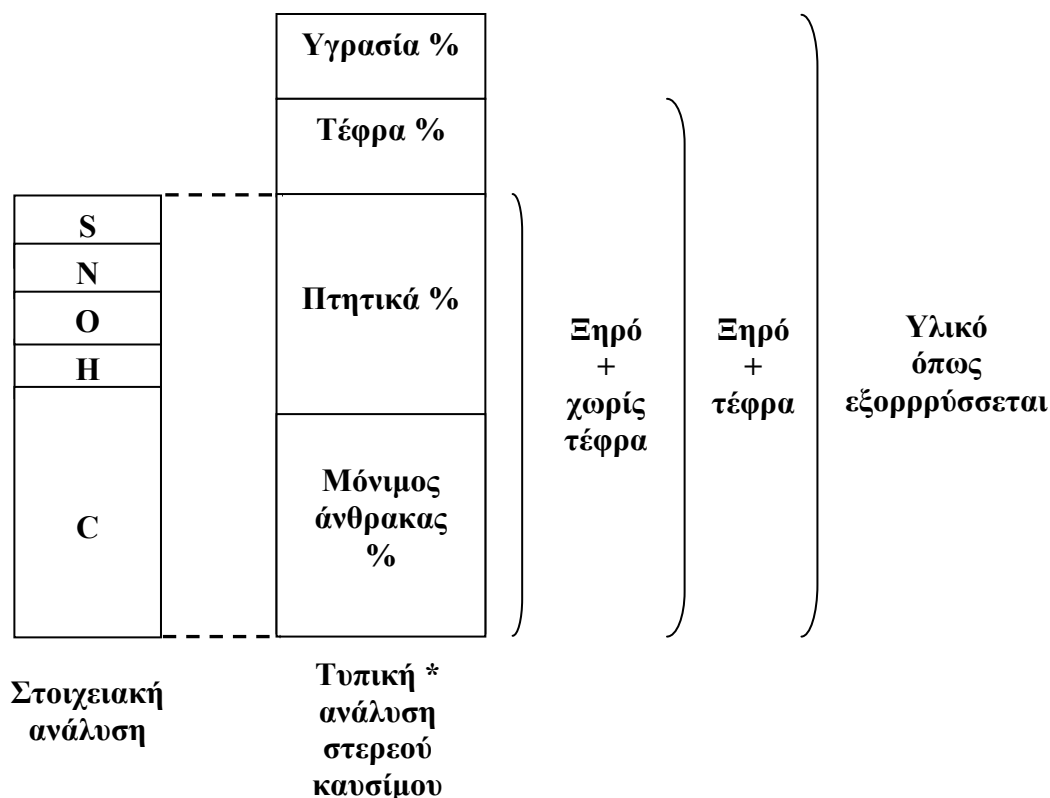 Υγρασία %
Τέφρα %
S
N
O
H
C
Πτητικά %
Μόνιμος
άνθρακας
%
Ξηρό
+
χωρίς
τέφρα
Ξηρό
+
τέφρα
Υλικό
όπως
εξορρρύσσεται
Στοιχειακή
ανάλυση
Τυπική *
ανάλυση
στερεού
καυσίμου